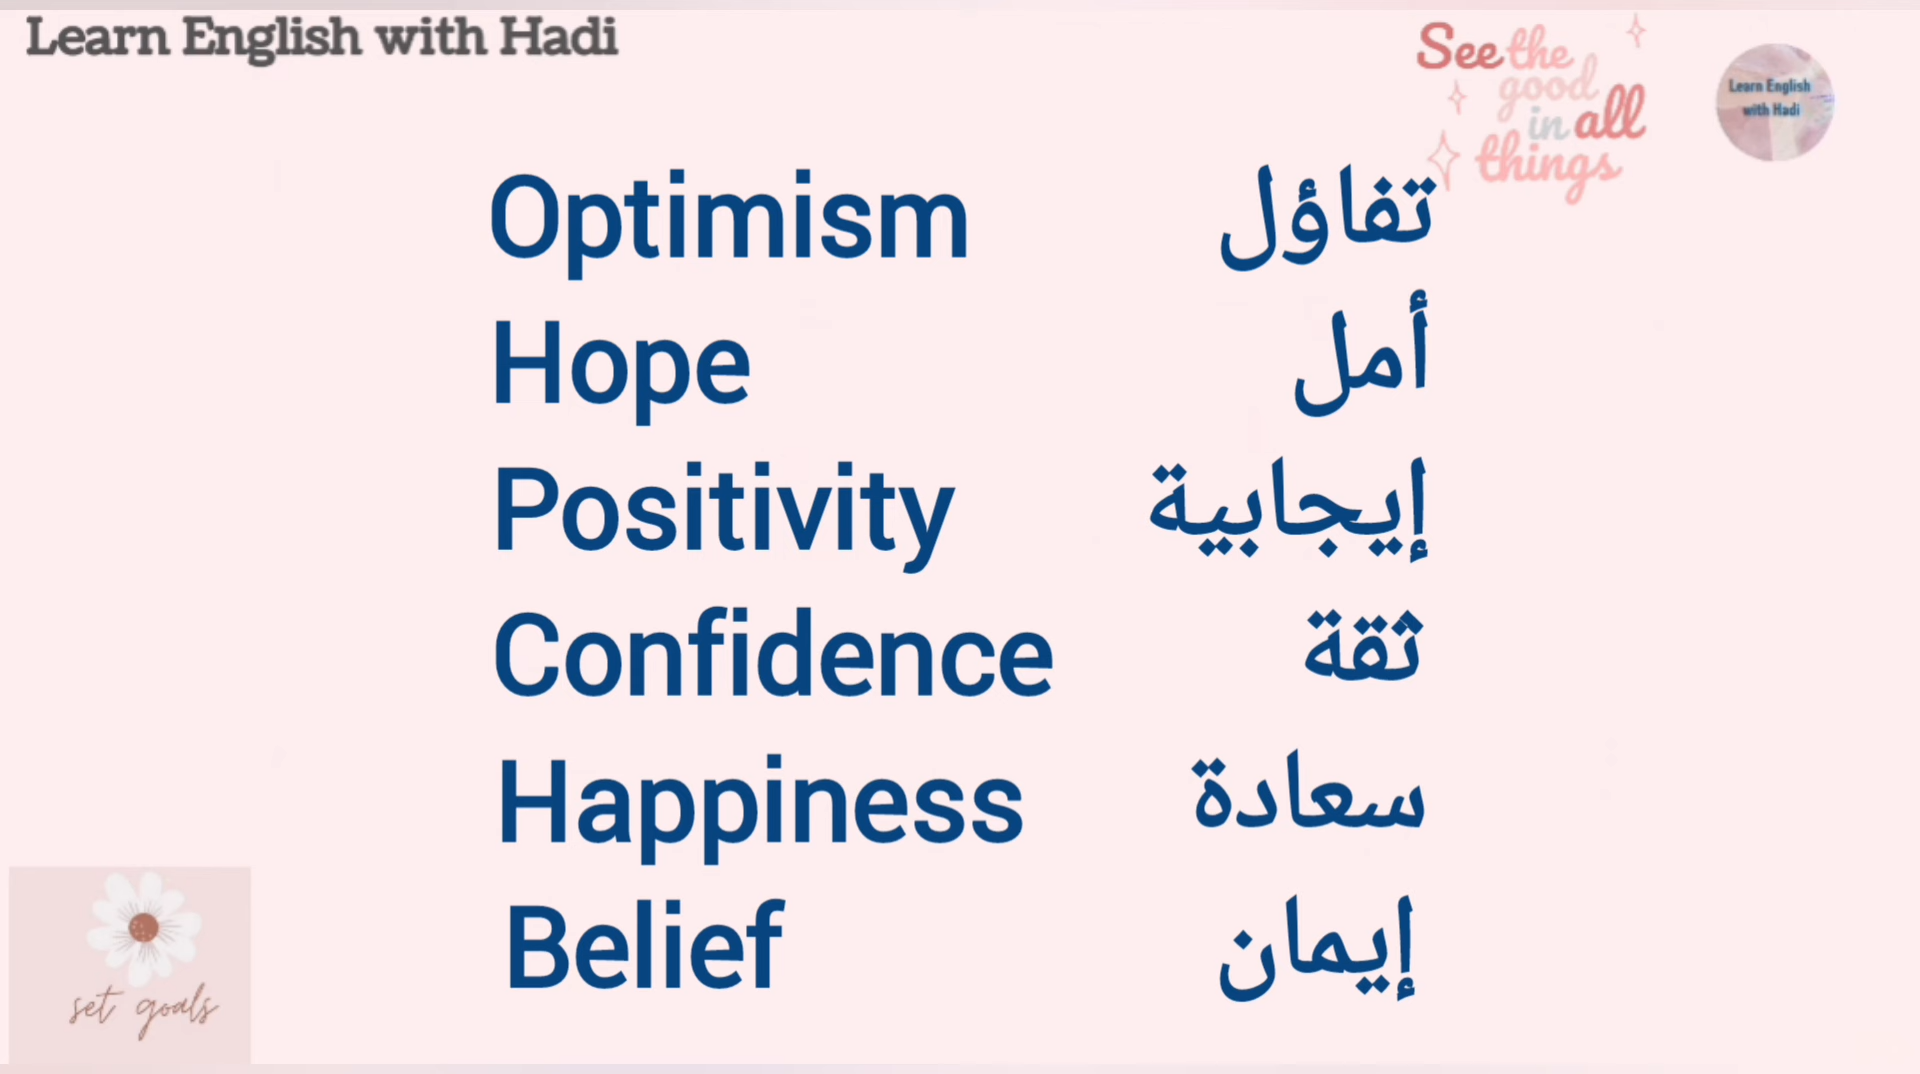 Learn English with Hadi
See the
good
in all
things
Learn English
with Hadi
Optimism تفاؤل
Hope أمل
Positivity إيجابية
Confidence ثقة
Happiness سعادة
Belief إيمان
set goals